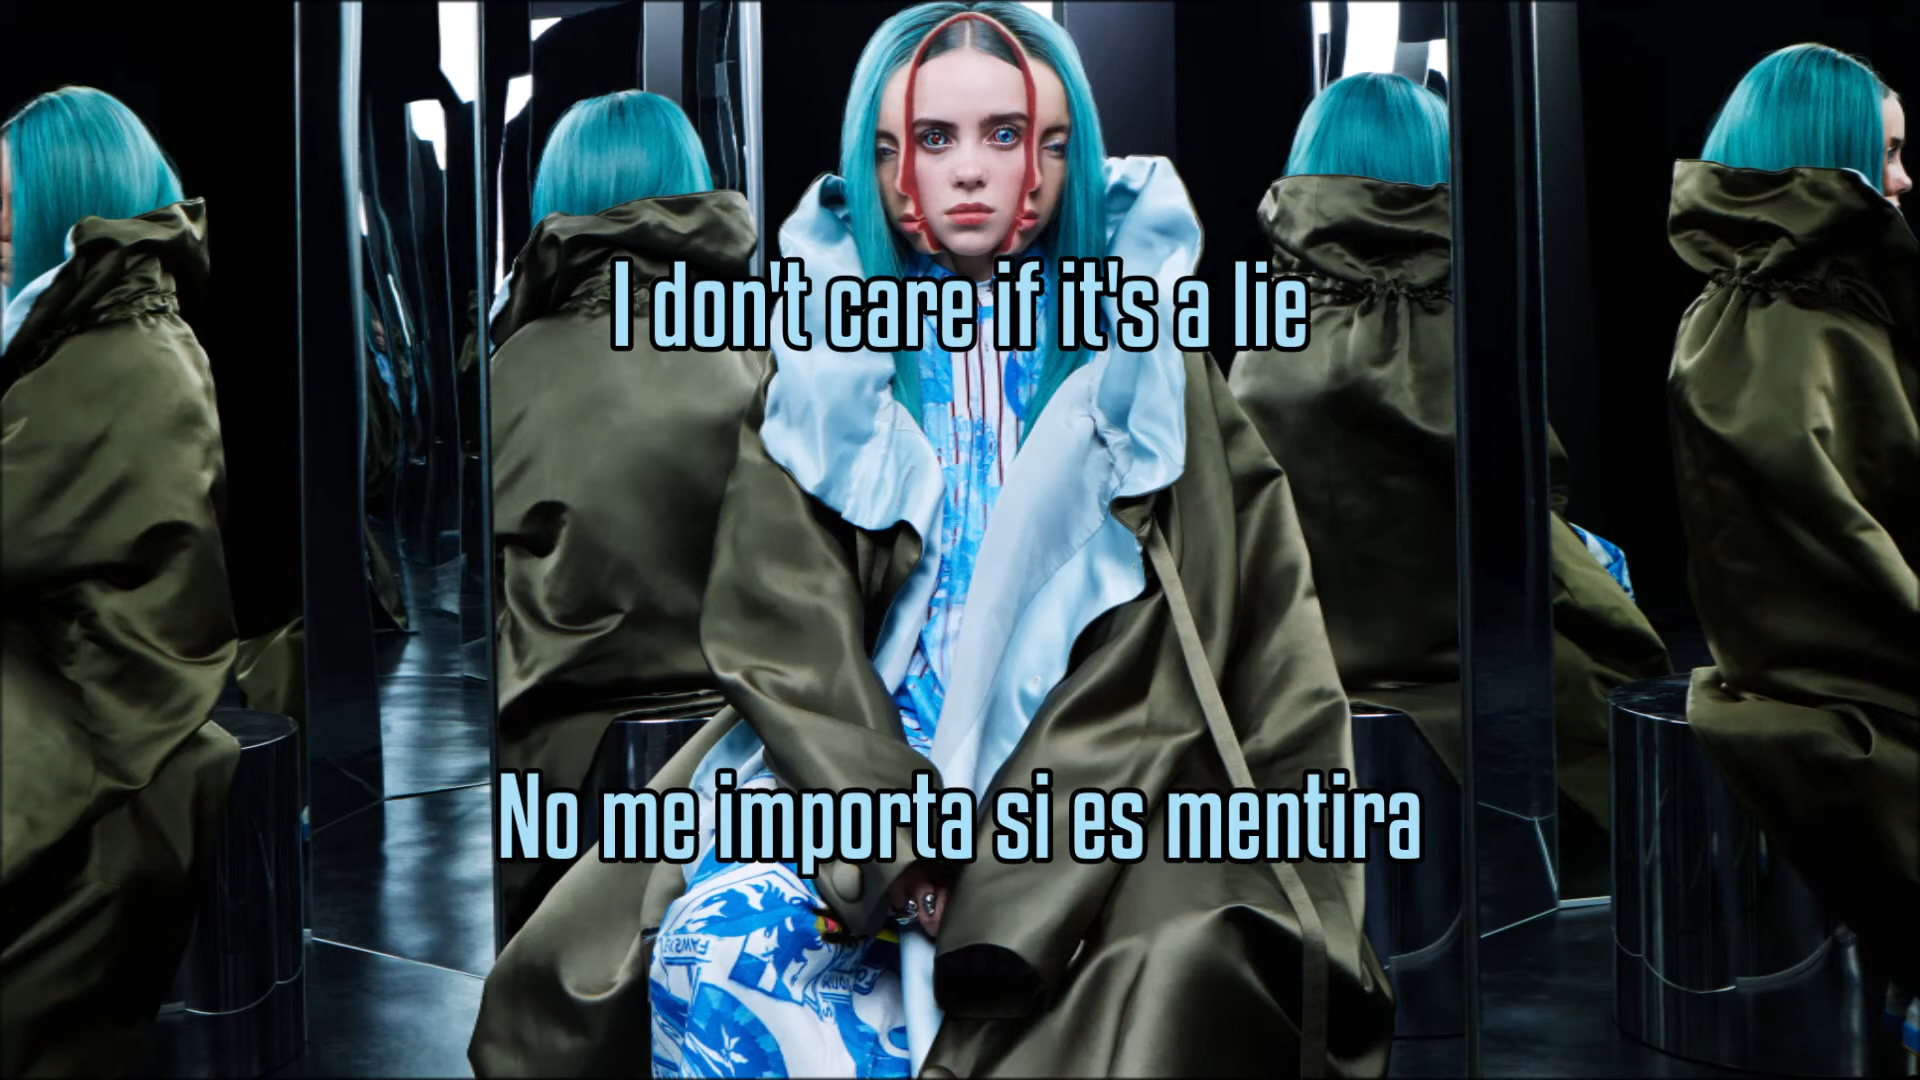 I don't care if it's a lie
No me importa si es mentira